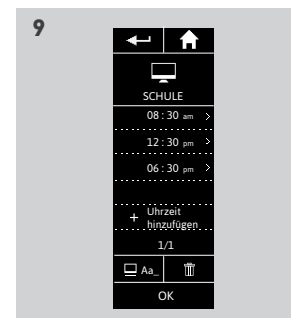 9
SCHULE
08:30 am
12:30 pm
06:30 pm
+ Uhrzeit
hinzufügen
1/1
Aa_
OK